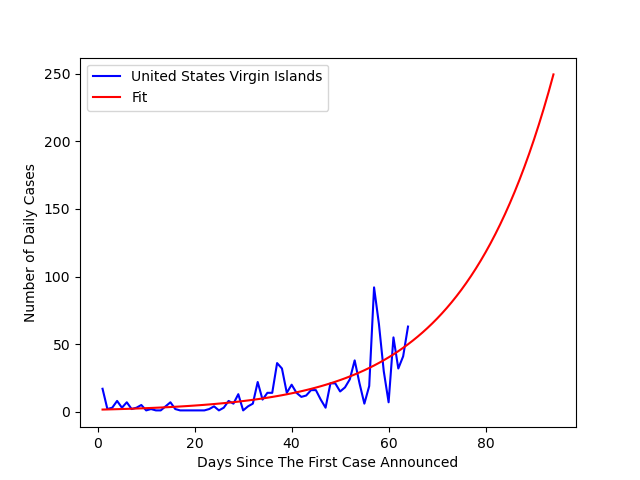 United States Virgin Islands
Fit
Number of Daily Cases
250
200
150
100
50
0
0 20 40 60 80
Days Since The First Case Announced